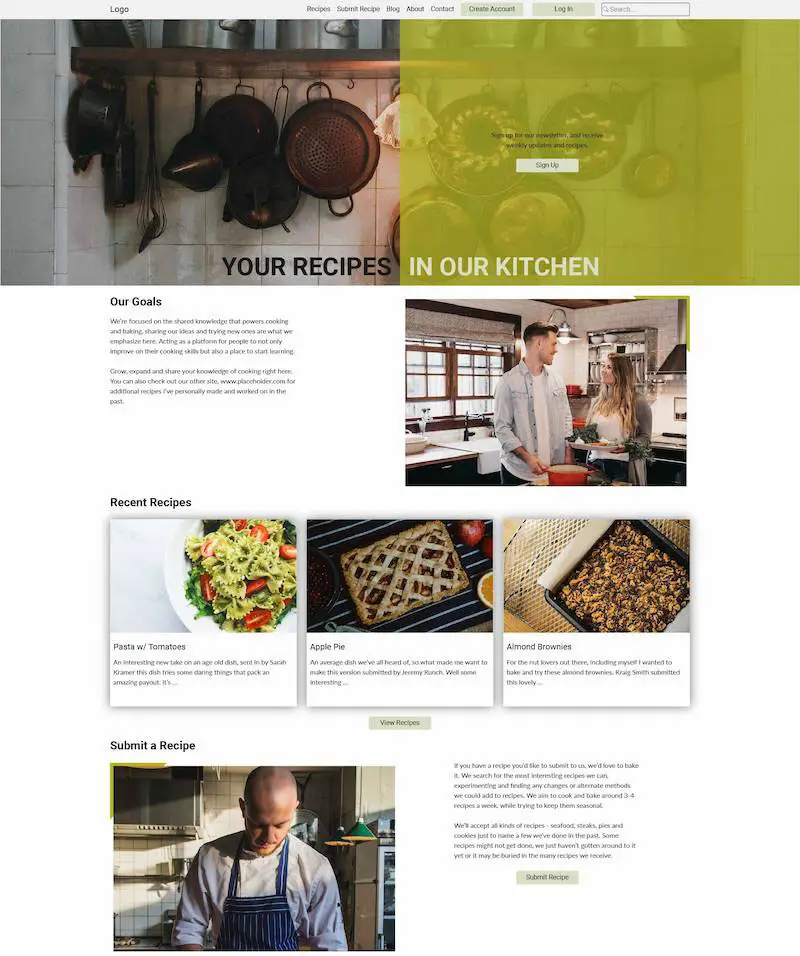 Logo
Recipes Submit Recipe Blog About Contact Create Account Log In Search...
Sign up for our newsletter, and receive
weekly updates and recipes.
Sign Up
YOUR RECIPES IN OUR KITCHEN
Our Goals
We're focused on the shared knowledge that powers cooking
and baking, sharing our ideas and trying new ones are what we
emphasize here. Acting as a platform for people to not only
improve on their cooking skills but also a place to start learning.
Grow, expand and share your knowledge of cooking right here.
You can also check out our other site, www.placeholder.com for
additional recipes I've personally made and worked on in the
past.
Recent Recipes
Pasta w/ Tomatoes
An interesting new take on an age old dish, sent in by Sarah
Kramer this dish tries some daring things that pack an
amazing payout. It's ...
Apple Pie
An average dish we've all heard of, so what made me want to
make this version submitted by Jeremy Runch. Well some
interesting ...
Almond Brownies
For the nut lovers out there, including myself I wanted to
bake and try these almond brownies. Kraig Smith submitted
this lovely ...
View Recipes
Submit a Recipe
If you have a recipe you'd like to submit to us, we'd love to bake
it. We search for the most interesting recipes we can,
experimenting and finding any changes or alternate methods
we could add to recipes. We aim to cook and bake around 3-4
recipes a week, while trying to keep them seasonal.
We'll accept all kinds of recipes - seafood, steaks, pies and
cookies just to name a few we've done in the past. Some
recipes might not get done, we just haven't gotten around to it
yet or it may be buried in the many recipes we receive.
Submit Recipe